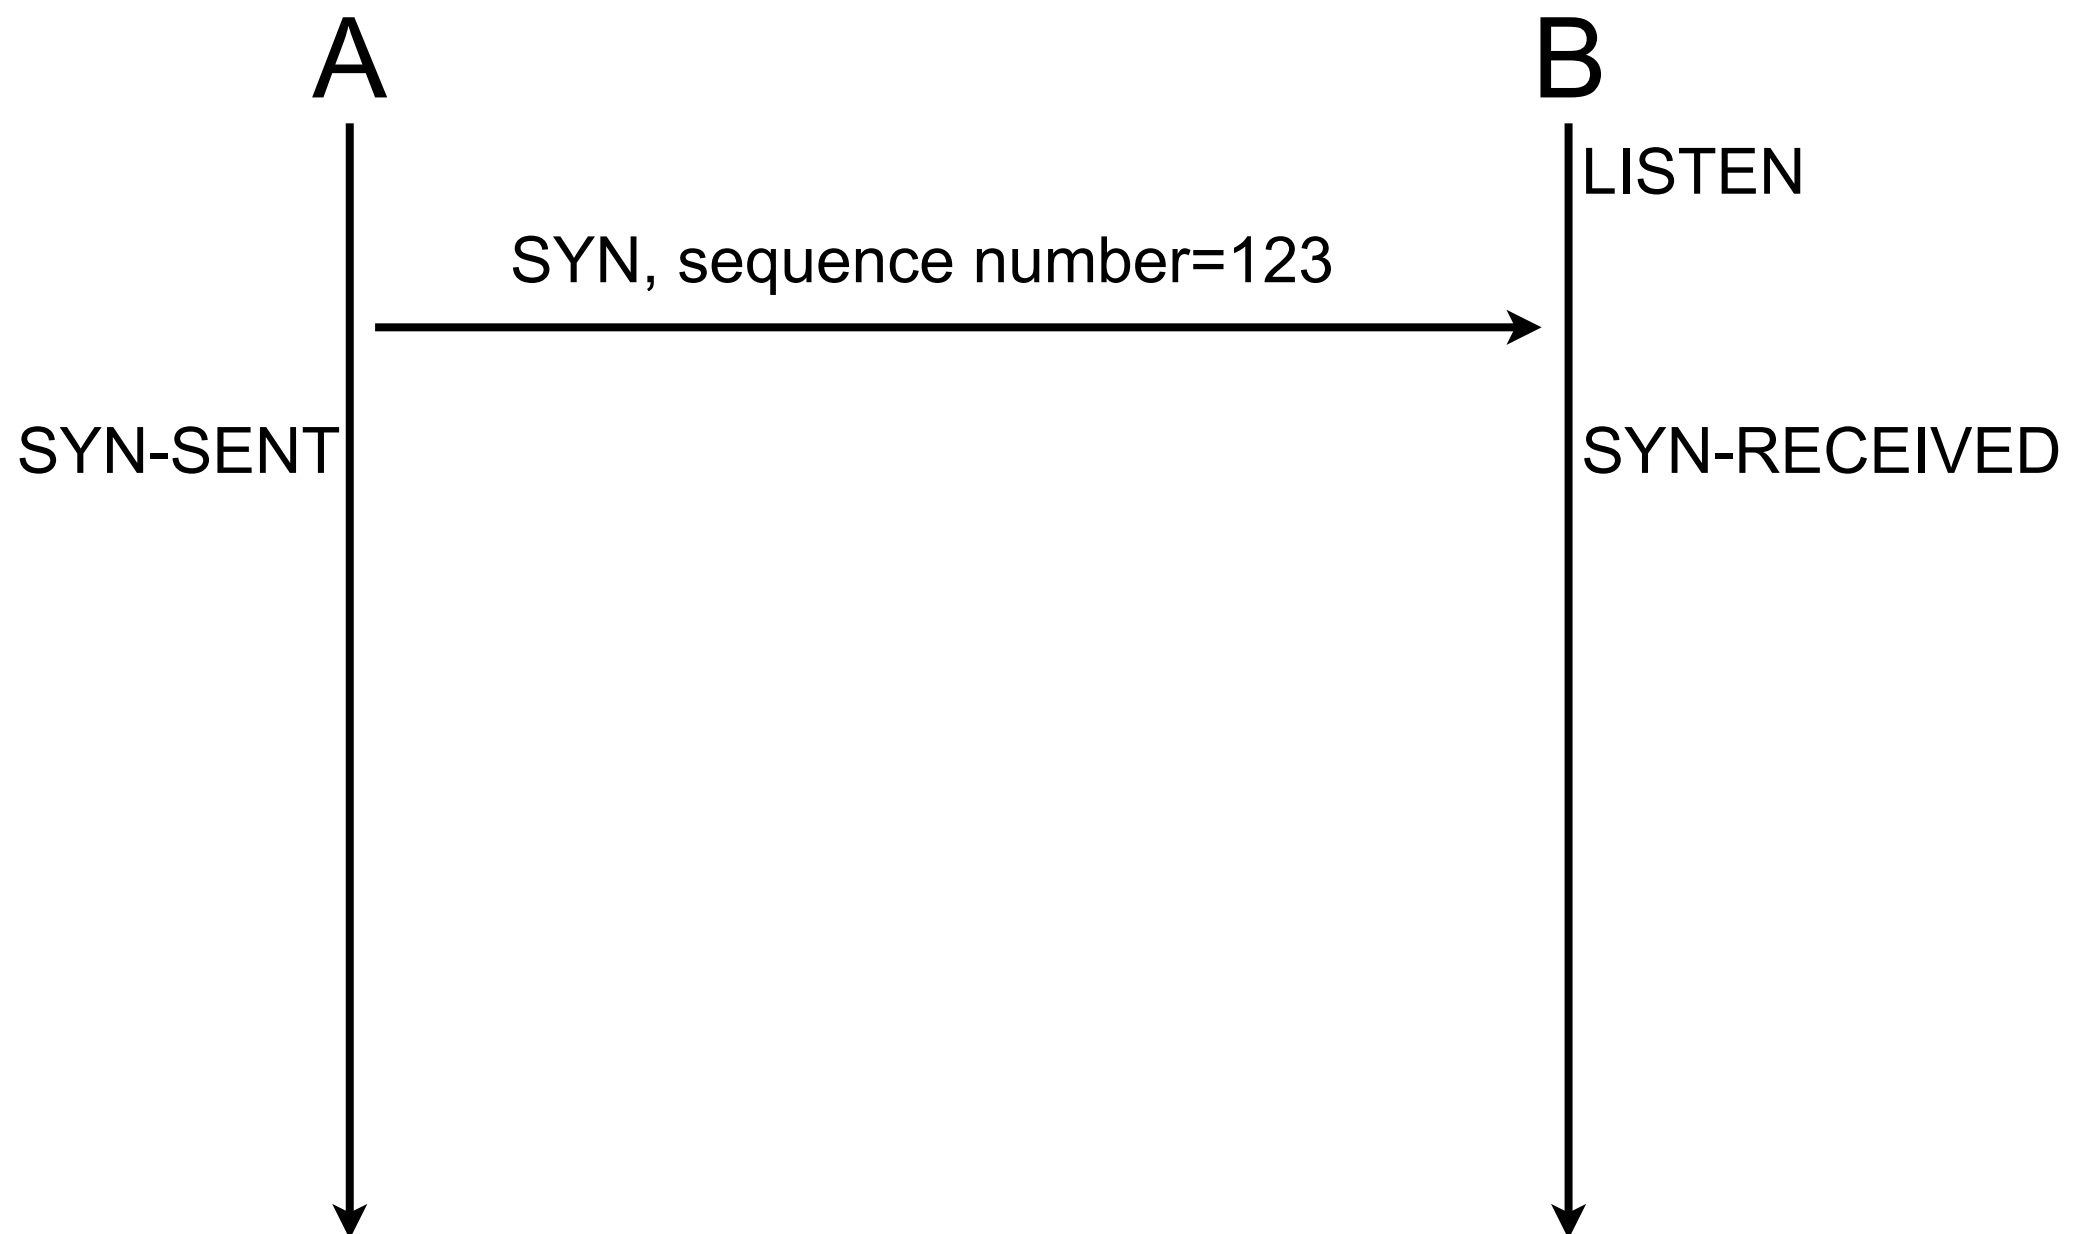 A
B
LISTEN
SYN, sequence number=123
SYN-SENT
SYN-RECEIVED